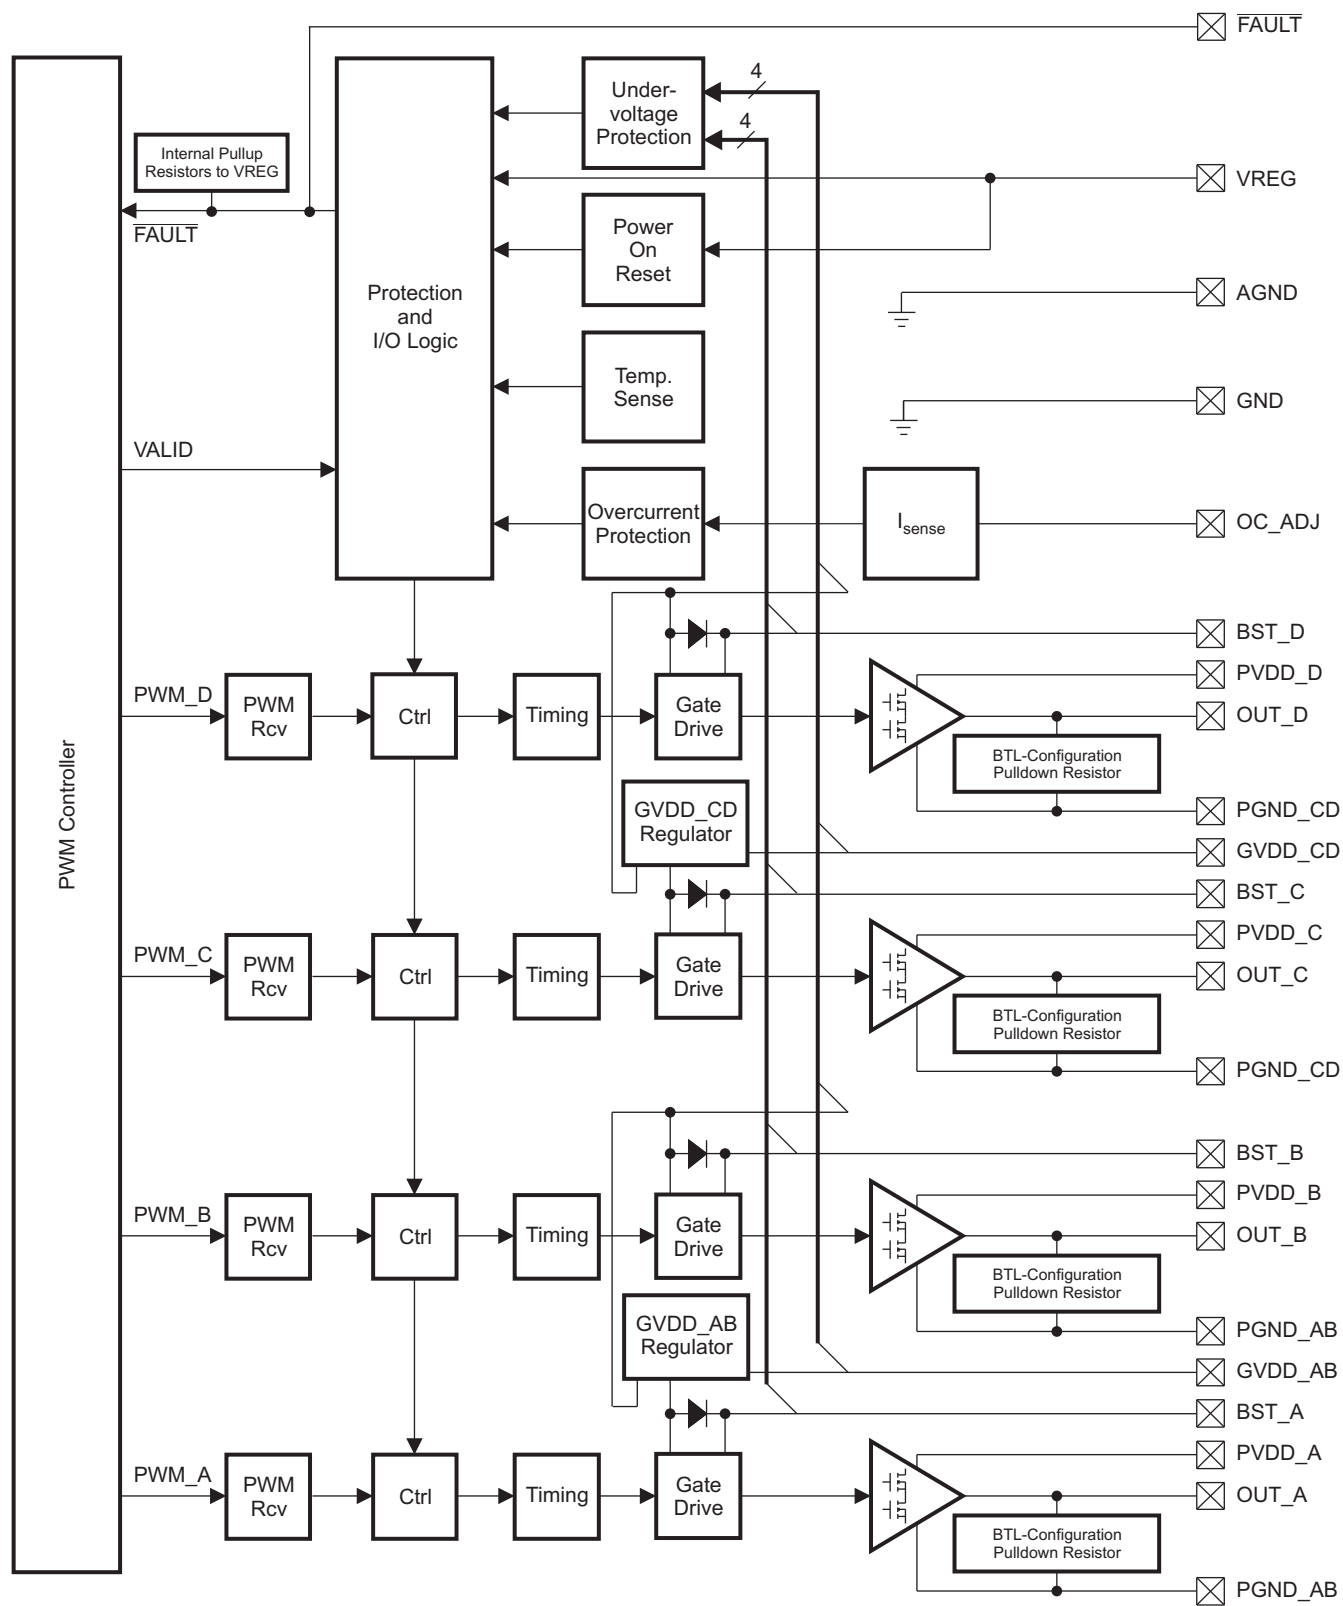 FAULT
4
Under-
voltage
Protection
4
Internal Pullup
Resistors to VREG
VREG
FAULT
Power
On
Reset
Protection
and
I/O Logic
AGND
Temp.
Sense
GND
VALID
Overcurrent
Protection
Isense
OC_ADJ
BST_D
PVDD_D
PWM_D
PWM
Rcv
Ctrl
Timing
Gate
Drive
OUT_D
BTL-Configuration
Pulldown Resistor
PWM Controller
GVDD_CD
Regulator
PGND_CD
GVDD_CD
BST_C
PVDD_C
PWM_C
PWM
Rcv
Ctrl
Timing
Gate
Drive
OUT_C
BTL-Configuration
Pulldown Resistor
PGND_CD
BST_B
PVDD_B
PWM_B
PWM
Rcv
Ctrl
Timing
Gate
Drive
OUT_B
BTL-Configuration
Pulldown Resistor
GVDD_AB
Regulator
PGND_AB
GVDD_AB
BST_A
PVDD_A
PWM_A
PWM
Rcv
Ctrl
Timing
Gate
Drive
OUT_A
BTL-Configuration
Pulldown Resistor
PGND_AB